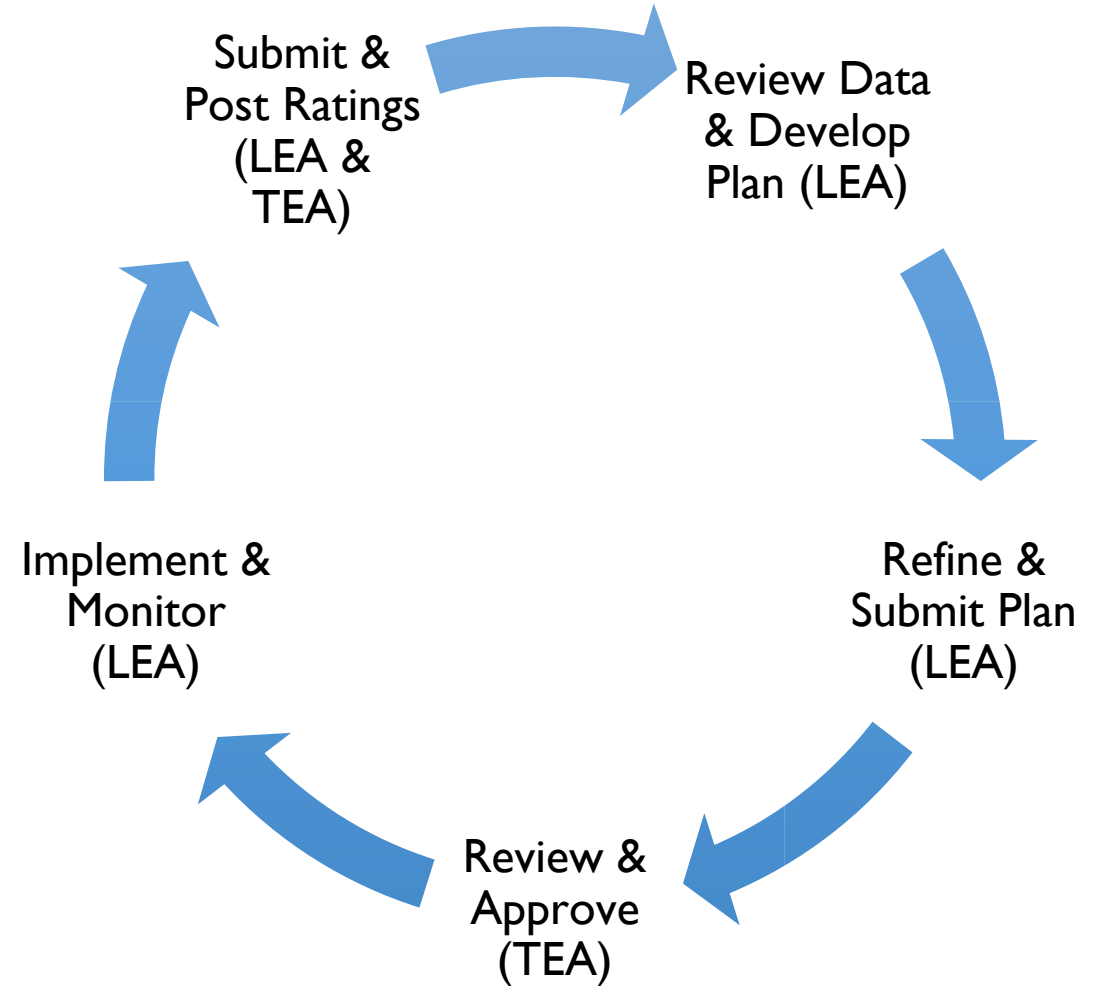 Submit &
Post Ratings
(LEA &
TEA)
Review Data
& Develop
Plan (LEA)
Refine &
Submit Plan
(LEA)
Review &
Approve
(TEA)
Implement &
Monitor
(LEA)